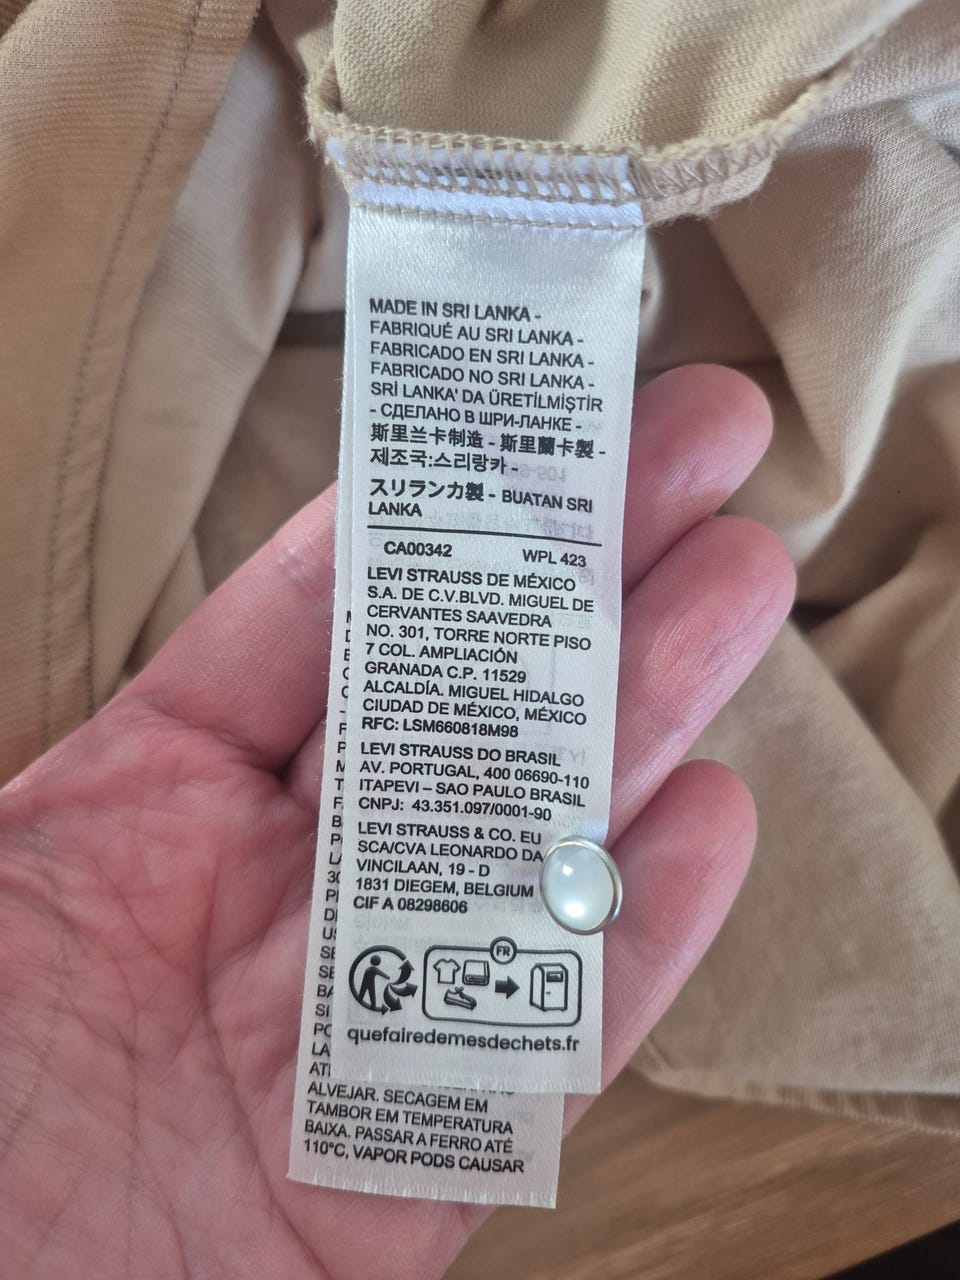 MADE IN SRI LANKA -
FABRIQUÉ AU SRI LANKA -
FABRICADO EN SRI LANKA -
FABRICADO NO SRI LANKA -
SRİ LANKA' DA ÜRETİLMİŞTİR
- СДЕЛАНО В ШРИ-ЛАНКЕ -
斯里兰卡制造 - 斯里蘭卡製 -
제조국:스리랑카 -
スリランカ製 - BUATAN SRI
LANKA
CA00342 WPL 423
LEVI STRAUSS DE MÉXICO
S.A. DE C.V.BLVD. MIGUEL DE
CERVANTES SAAVEDRA
NO. 301, TORRE NORTE PISO
7 COL. AMPLIACIÓN
GRANADA C.P. 11529
ALCALDÍA. MIGUEL HIDALGO
CIUDAD DE MÉXICO, MÉXICO
RFC: LSM660818M98
LEVI STRAUSS DO BRASIL
AV. PORTUGAL, 400 06690-110
ITAPEVI – SAO PAULO BRASIL
CNPJ: 43.351.097/0001-90
LEVI STRAUSS & CO. EU
SCA/CVA LEONARDO DA
VINCILAAN, 19 - D
1831 DIEGEM, BELGIUM
CIF A 08298606
FR
quefairedemesdechets.fr
ALVEJAR. SECAGEM EM
TAMBOR EM TEMPERATURA
BAIXA. PASSAR A FERRO ATÉ
110°C, VAPOR PODS CAUSAR